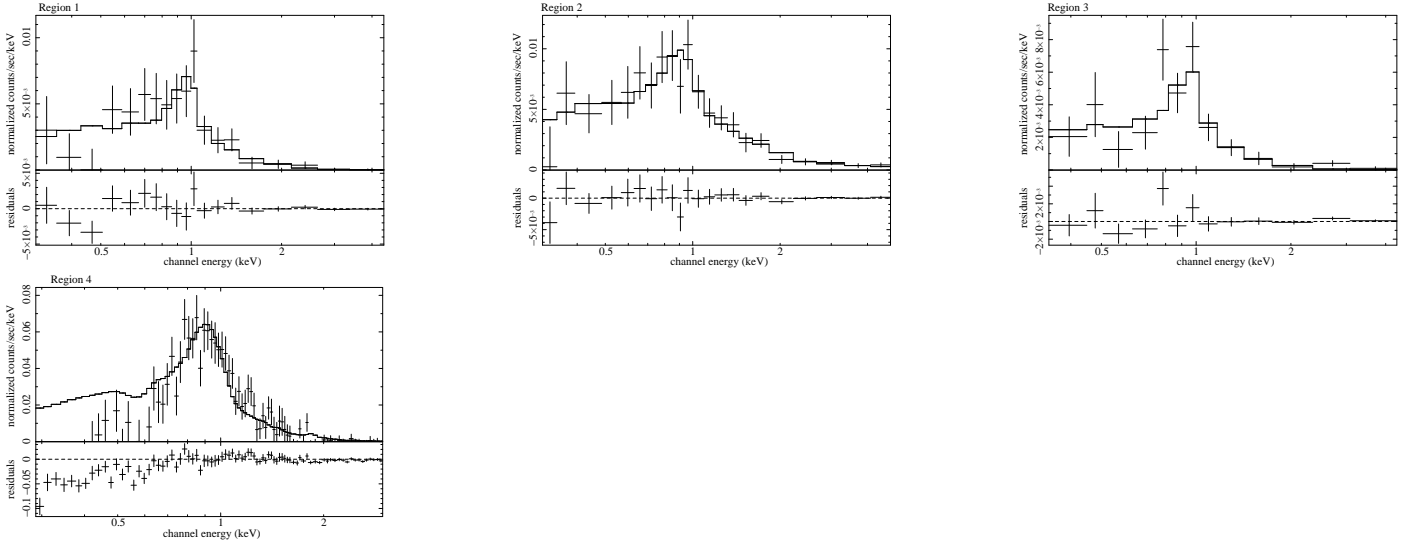 Region 1
normalized counts/sec/keV
5×10⁻³
0.01
residuals
−5×10⁻³
0
5×10⁻³
0.5
1
2
channel energy (keV)
Region 2
normalized counts/sec/keV
5×10⁻³
0.01
residuals
−5×10⁻³
0
5×10⁻³
0.5
1
2
channel energy (keV)
Region 3
normalized counts/sec/keV
2×10⁻³
4×10⁻³
6×10⁻³
8×10⁻³
residuals
−2×10⁻³
0
2×10⁻³
0.5
1
2
channel energy (keV)
Region 4
normalized counts/sec/keV
0
0.02
0.04
0.06
0.08
residuals
−0.1
−0.05
0
0.5
1
2
channel energy (keV)